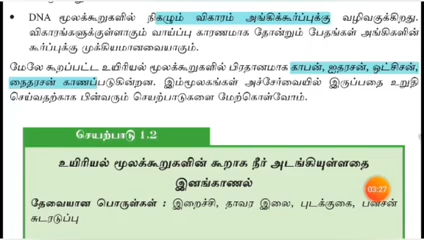 • DNA மூலக்கூறுகளில் நிகழும் விகாரம் அங்கிக்கூர்ப்புக்கு வழிவகுக்கிறது.
விகாரங்களுக்குள்ளாகும் வாய்ப்பு காரணமாக தோன்றும் பேதங்கள் அங்கிகளின்
கூர்ப்புக்கு முக்கியமானவையாகும்.
மேலே கூறப்பட்ட உயிரியல் மூலக்கூறுகளில் பிரதானமாக காபன், ஐதரசன், ஒட்சிசன்,
நைதரசன் காணப்படுகின்றன. இம்மூலகங்கள் அச்சேர்வையில் இருப்பதை உறுதி
செய்வதற்காக பின்வரும் செயற்பாடுகளை மேற்கொள்வோம்.
செயற்பாடு 1.2
உயிரியல் மூலக்கூறுகளின் கூறாக நீர் அடங்கியுள்ளதை
இனங்காணல்
தேவையான பொருள்கள் : இறைச்சி, தாவர இலை, புடக்குகை, பன்சன்
சுடரடுப்பு
03:27